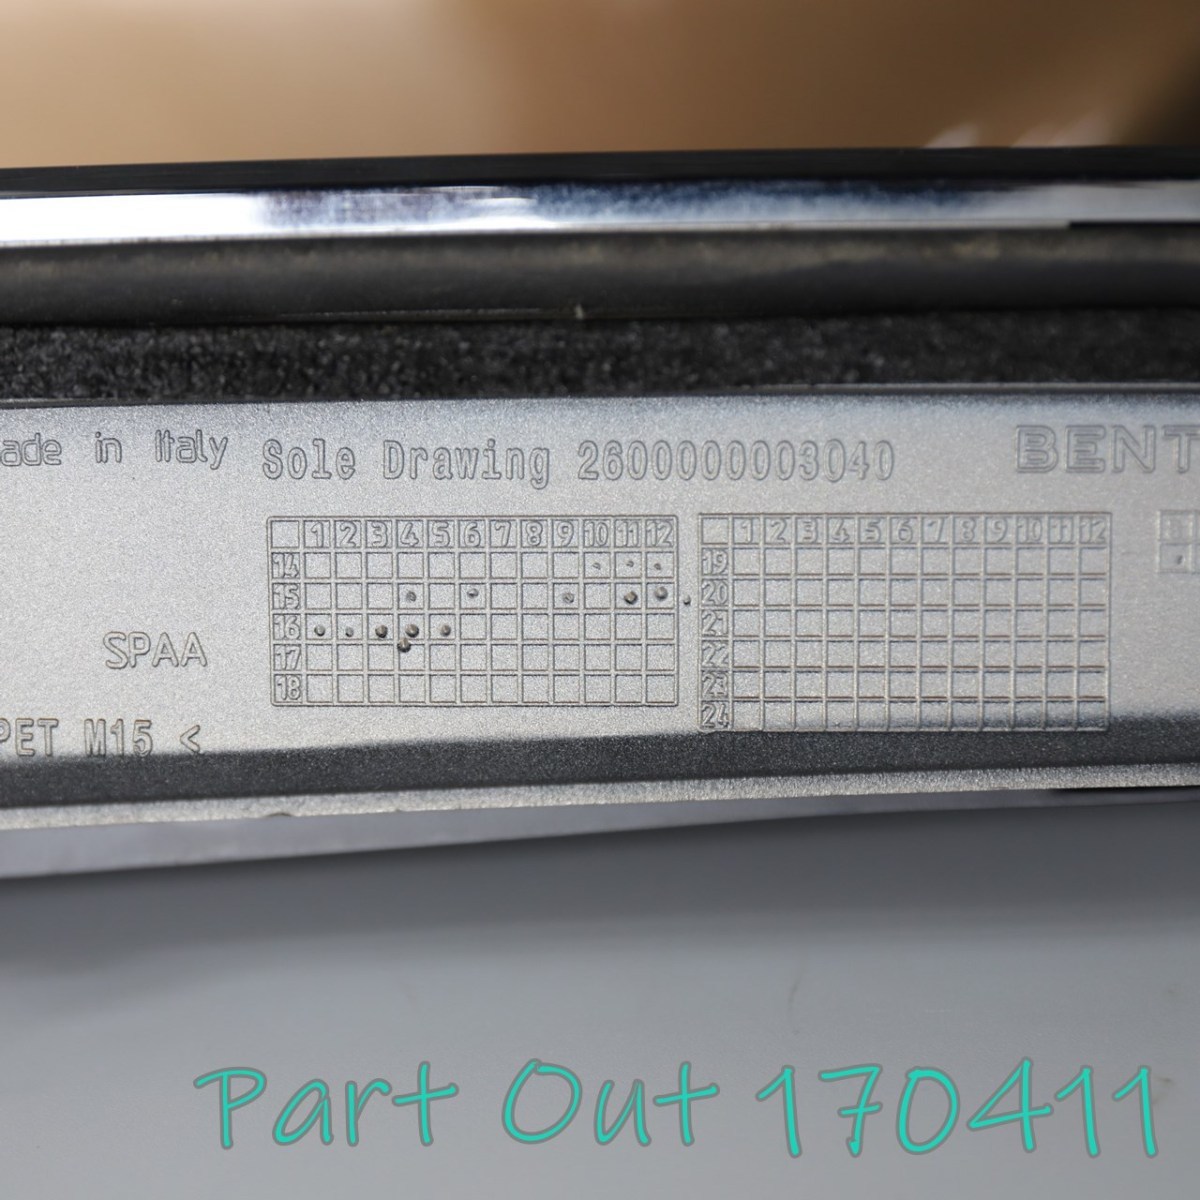 ade in Italy
Sole Drawing 2600000003040
BENT
1 2 3 4 5 6 7 8 9 10 11 12
14
15
16
17
18
1 2 3 4 5 6 7 8 9 10 11 12
19
20
21
22
23
24
SPAA
PET M15 <
Part Out 170411